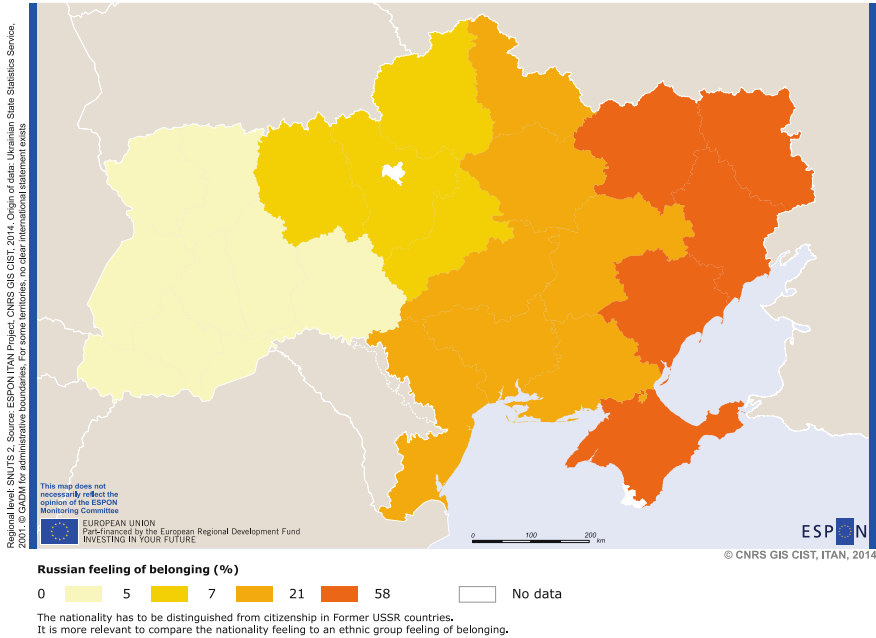 Regional level: SNUTS 2, Source: ESPON ITAN Project, CNRS GIS CIST, 2014, Origin of data: Ukrainian State Statistics Service,
2001. © GADM for administrative boundaries, For some territories, no clear international statement exists
This map does not
necessarily reflect the
opinion of the ESPON
Monitoring Committee
EUROPEAN UNION
Part-financed by the European Regional Development Fund
INVESTING IN YOUR FUTURE
0 100 200
km
ESPON
© CNRS GIS CIST, ITAN, 2014
Russian feeling of belonging (%)
0 5 7 21 58 No data
The nationality has to be distinguished from citizenship in Former USSR countries.
It is more relevant to compare the nationality feeling to an ethnic group feeling of belonging.